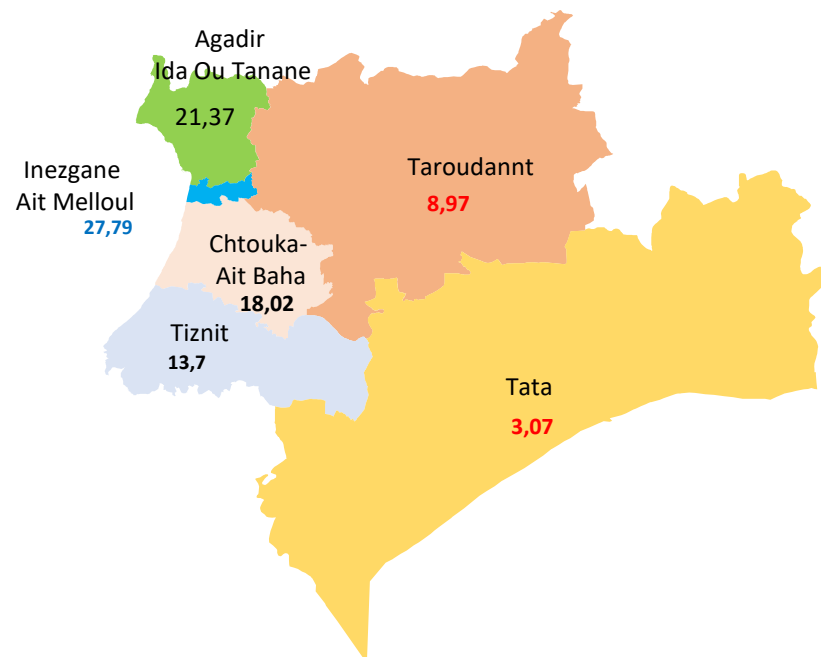 Agadir
Ida Ou Tanane
21,37
Inezgane
Ait Melloul
27,79
Taroudannt
8,97
Chtouka-
Ait Baha
18,02
Tiznit
13,7
Tata
3,07